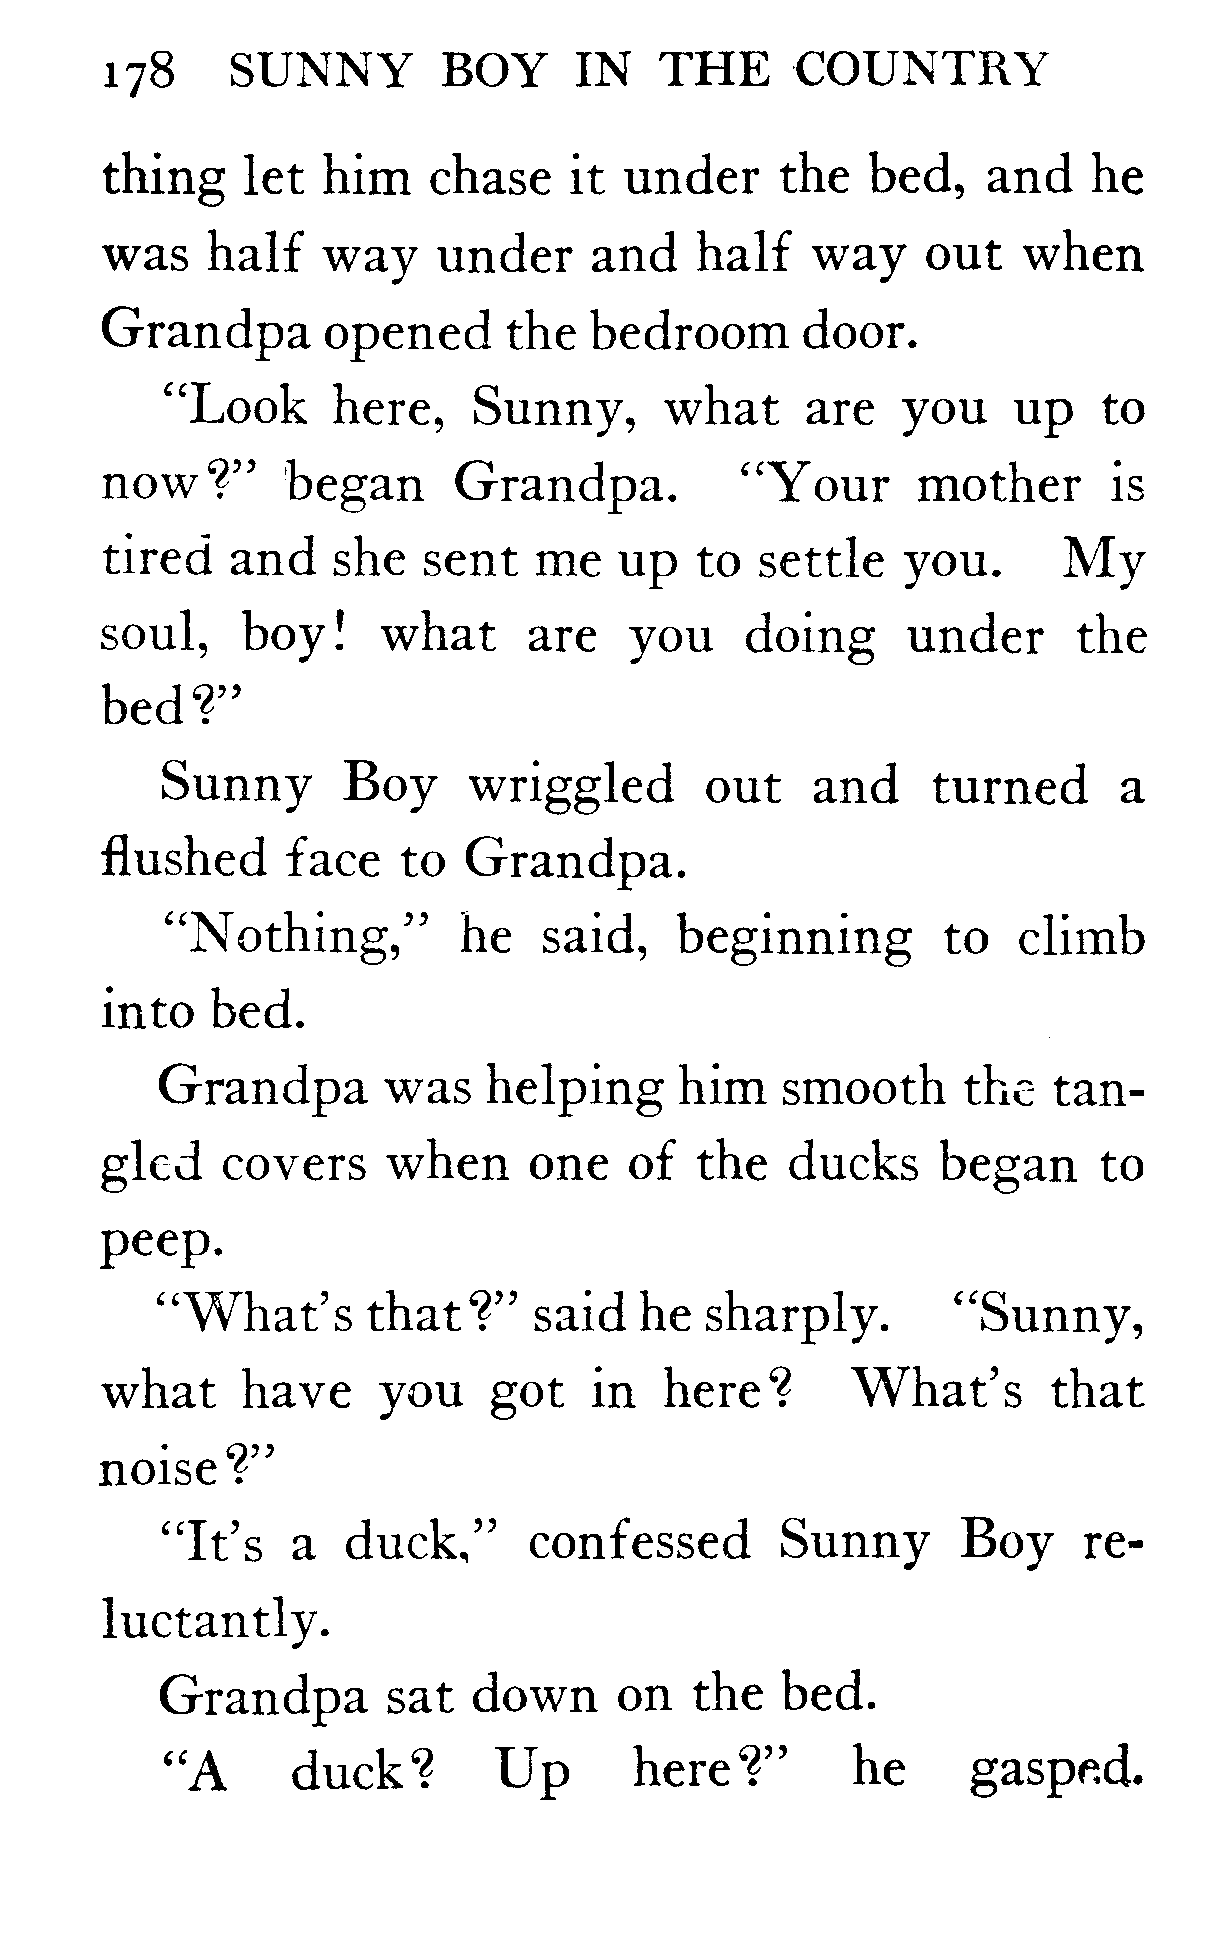 178 SUNNY BOY IN THE COUNTRY
thing let him chase it under the bed, and he
was half way under and half way out when
Grandpa opened the bedroom door.
“Look here, Sunny, what are you up to
now?” began Grandpa. “Your mother is
tired and she sent me up to settle you. My
soul, boy! what are you doing under the
bed?”
Sunny Boy wriggled out and turned a
flushed face to Grandpa.
“Nothing,” he said, beginning to climb
into bed.
Grandpa was helping him smooth the tan-
gled covers when one of the ducks began to
peep.
“What’s that?” said he sharply. “Sunny,
what have you got in here? What’s that
noise?”
“It’s a duck,” confessed Sunny Boy re-
luctantly.
Grandpa sat down on the bed.
“A duck? Up here?” he gasped.